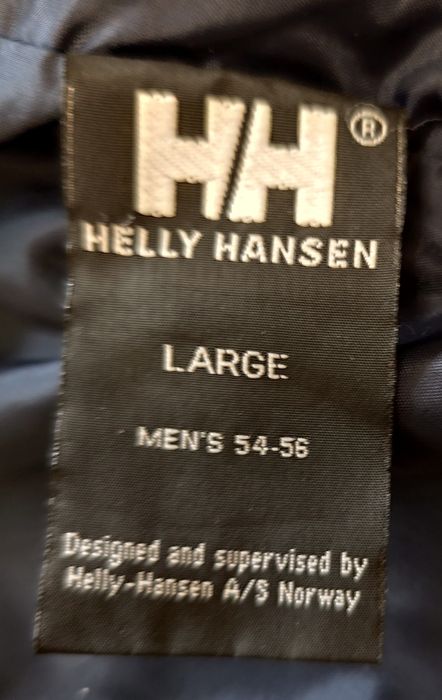 HH®
HELLY HANSEN
LARGE
MEN'S 54-56
Designed and supervised by
Helly-Hansen A/S Norway